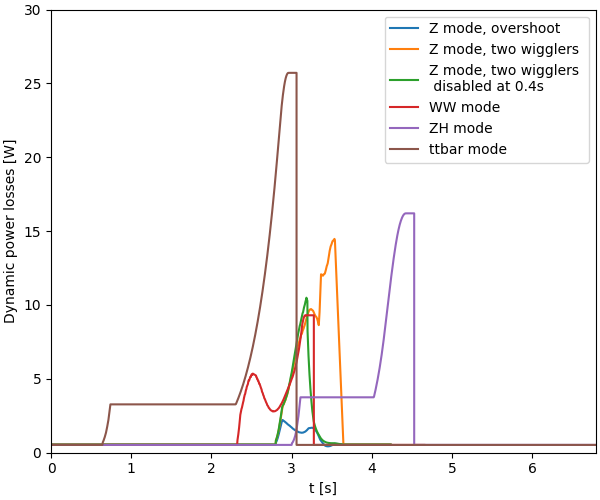 30
25
20
15
10
5
0
Dynamic power losses [W]
Z mode, overshoot
Z mode, two wigglers
Z mode, two wigglers
disabled at 0.4s
WW mode
ZH mode
ttbar mode
0 1 2 3 4 5 6
t [s]